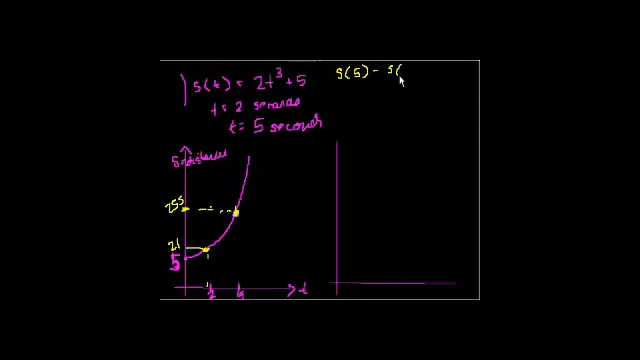 s(t) = 2t³ + 5
t = 2 seconds
t = 5 seconds
s(5) - s(
s = distance
255
21
5
2
5
t